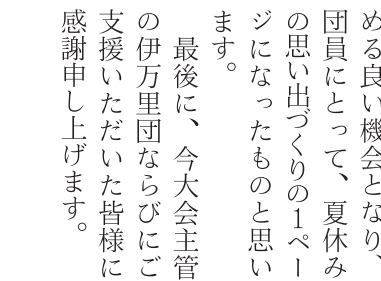 める良い機会となり、
団員にとって、夏休み
の思い出づくりの１ペー
ジになったものと思い
ます。
最後に、今大会主管
の伊万里団ならびにご
支援いただいた皆様に
感謝申し上げます。